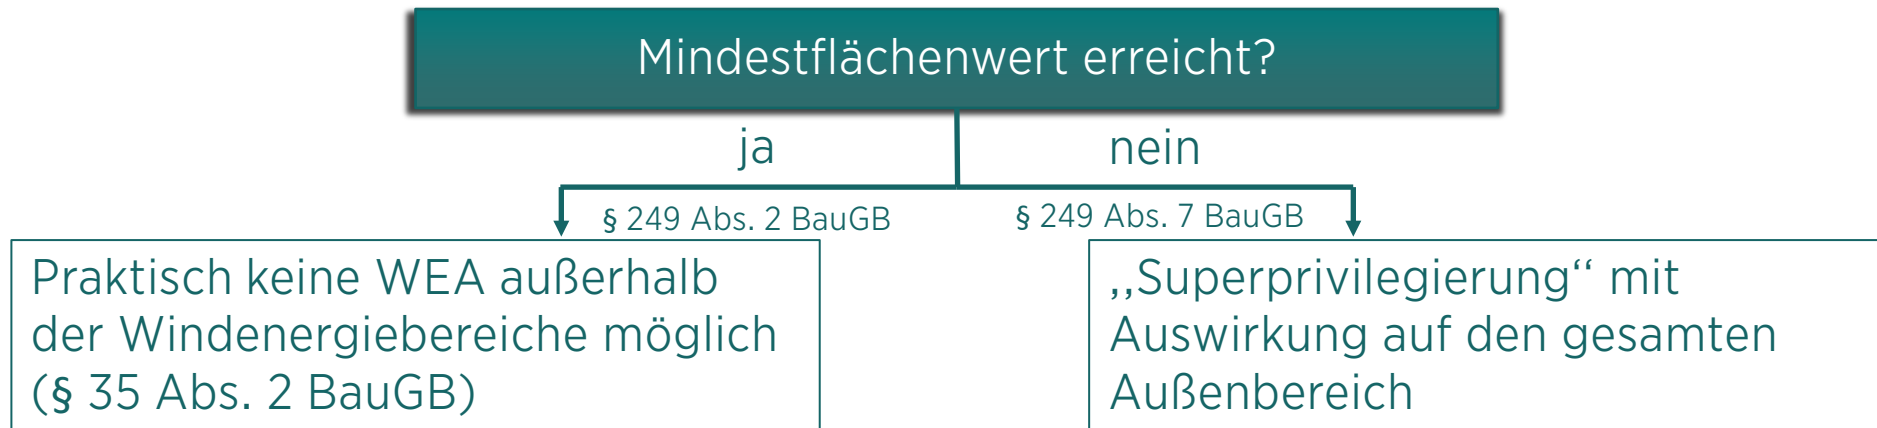 Mindestflächenwert erreicht?
ja
nein
§ 249 Abs. 2 BauGB
§ 249 Abs. 7 BauGB
Praktisch keine WEA außerhalb
der Windenergiebereiche möglich
(§ 35 Abs. 2 BauGB)
,,Superprivilegierung“ mit
Auswirkung auf den gesamten
Außenbereich